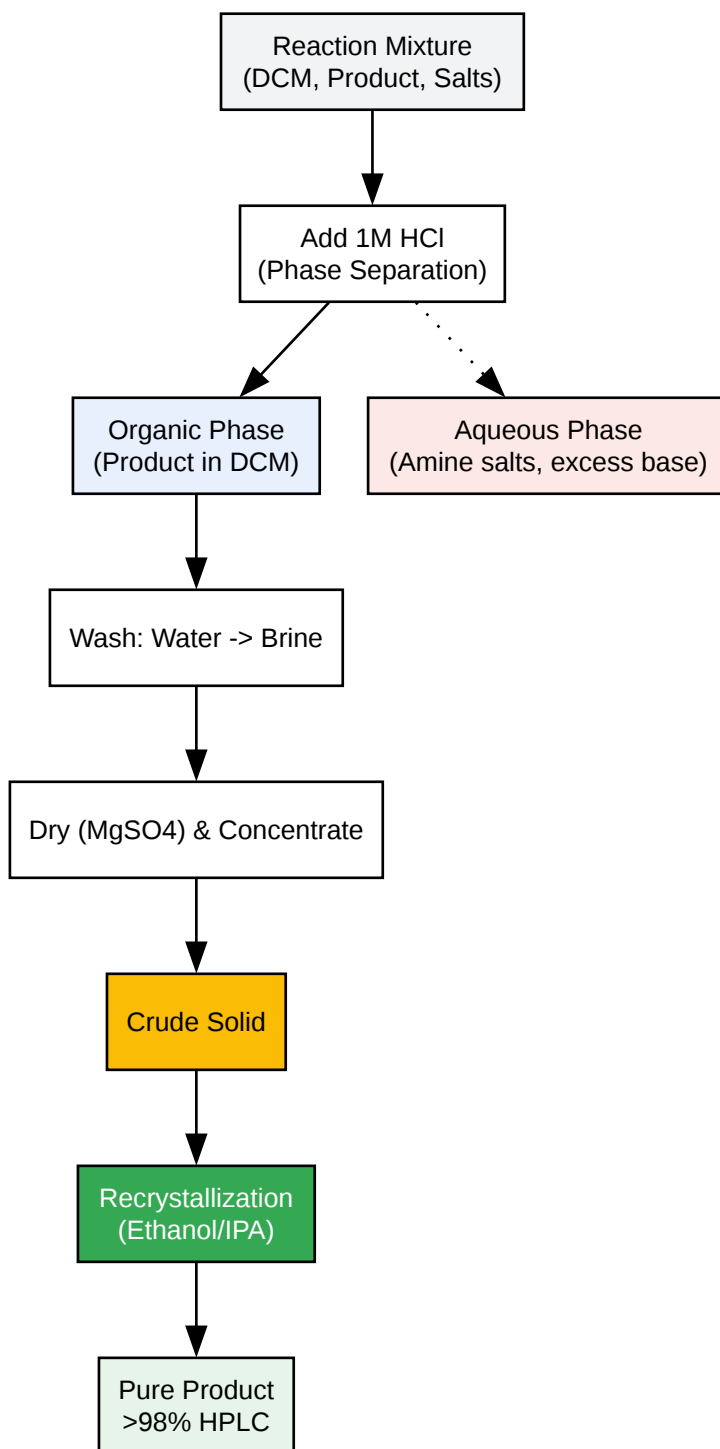 Reaction Mixture
(DCM, Product, Salts)
Add 1M HCl
(Phase Separation)
Organic Phase
(Product in DCM)
Aqueous Phase
(Amine salts, excess base)
Wash: Water -> Brine
Dry (MgSO4) & Concentrate
Crude Solid
Recrystallization
(Ethanol/IPA)
Pure Product
>98% HPLC